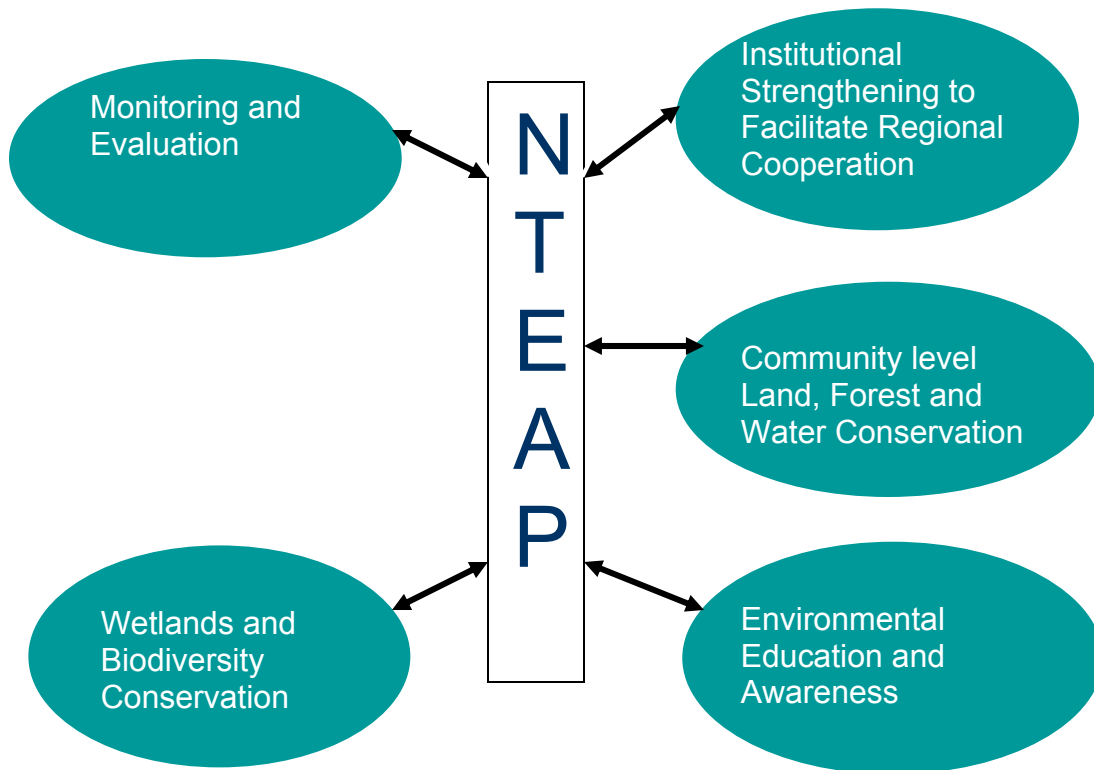 Monitoring and
Evaluation
N
T
E
A
P
Institutional
Strengthening to
Facilitate Regional
Cooperation
Community level
Land, Forest and
Water Conservation
Wetlands and
Biodiversity
Conservation
Environmental
Education and
Awareness